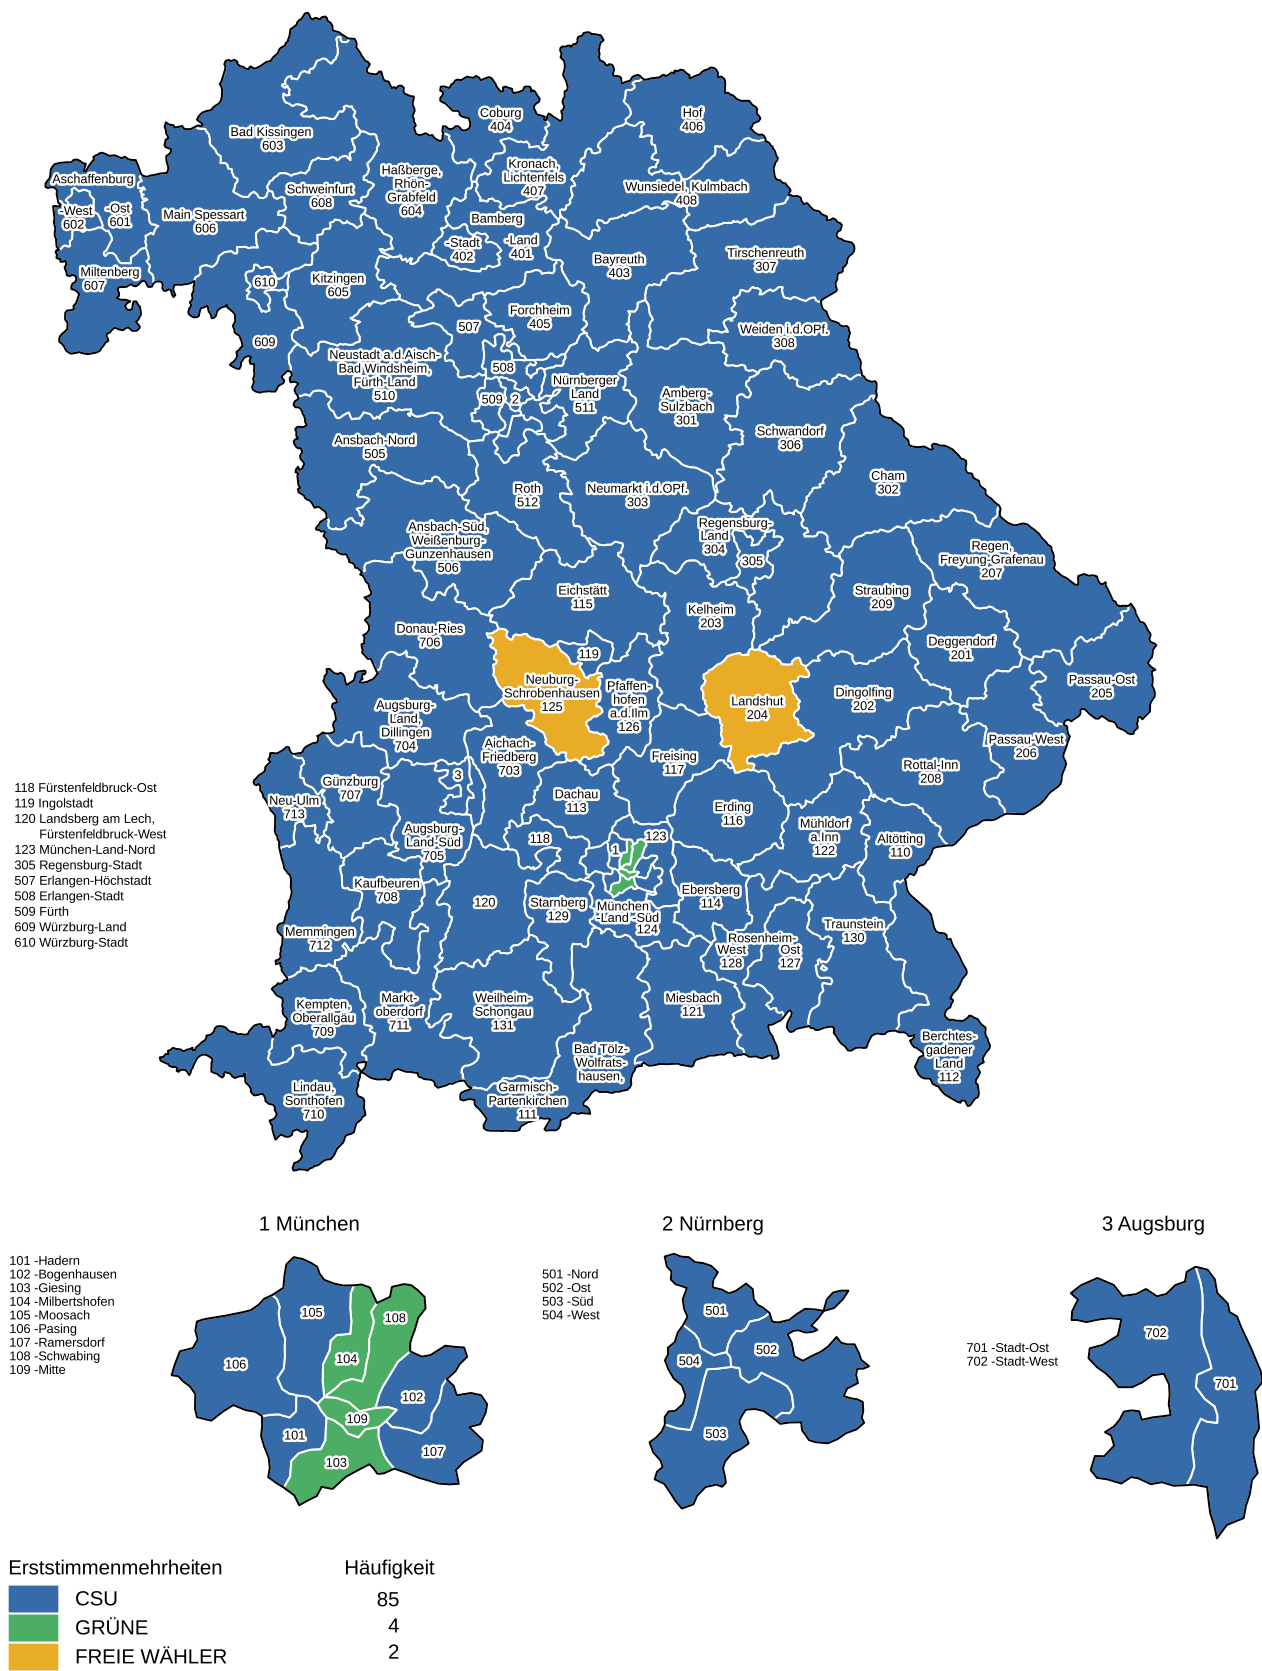 Coburg
404
Hof
406
Bad Kissingen
603
Haßberge,
Rhön-
Grabfeld
604
Kronach,
Lichtenfels
407
Aschaffenburg
-West
602
-Ost
601
Schweinfurt
608
Wunsiedel, Kulmbach
408
Main Spessart
606
Bamberg
-Stadt
402
-Land
401
Bayreuth
403
Tirschenreuth
307
Miltenberg
607
610
Kitzingen
605
Forchheim
405
507
Weiden i.d.OPf.
308
609
Neustadt a.d.Aisch-
Bad Windsheim,
Fürth-Land
510
508
509
2
Nürnberger
Land
511
Amberg-
Sulzbach
301
Schwandorf
306
Ansbach-Nord
505
Cham
302
Roth
512
Neumarkt i.d.OPf.
303
Regensburg-
Land
304
305
Ansbach-Süd,
Weißenburg-
Gunzenhausen
506
Regen,
Freyung-Grafenau
207
Eichstätt
115
Kelheim
203
Straubing
209
Donau-Ries
706
Deggendorf
201
119
Neuburg-
Schrobenhausen
125
Pfaffen-
hofen
a.d.Ilm
126
Landshut
204
Dingolfing
202
Passau-Ost
205
Augsburg-
Land,
Dillingen
704
Aichach-
Friedberg
703
Freising
117
Passau-West
206
Rottal-Inn
208
3
Günzburg
707
Neu-Ulm
713
Dachau
113
Erding
116
Mühldorf
a.Inn
122
Altötting
110
Augsburg-
Land-Süd
705
118
1
123
Kaufbeuren
708
120
Starnberg
129
Ebersberg
114
München
-Land -Süd
124
Traunstein
130
Memmingen
712
Rosenheim-
West
128
Ost
127
Kempten,
Oberallgäu
709
Markt-
oberdorf
711
Weilheim-
Schongau
131
Miesbach
121
Bad Tölz-
Wolfrats-
hausen,
Garmisch-
Partenkirchen
111
Berchtes-
gadener
Land
112
Lindau,
Sonthofen
710
118 Fürstenfeldbruck-Ost
119 Ingolstadt
120 Landsberg am Lech,
Fürstenfeldbruck-West
123 München-Land-Nord
305 Regensburg-Stadt
507 Erlangen-Höchstadt
508 Erlangen-Stadt
509 Fürth
609 Würzburg-Land
610 Würzburg-Stadt
1 München
101 -Hadern
102 -Bogenhausen
103 -Giesing
104 -Milbertshofen
105 -Moosach
106 -Pasing
107 -Ramersdorf
108 -Schwabing
109 -Mitte
105
108
104
106
102
109
101
107
103
2 Nürnberg
501 -Nord
502 -Ost
503 -Süd
504 -West
501
502
504
503
3 Augsburg
701 -Stadt-Ost
702 -Stadt-West
702
701
Erststimmenmehrheiten Häufigkeit
CSU 85
GRÜNE 4
FREIE WÄHLER 2